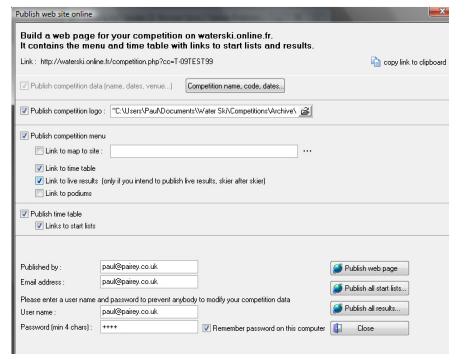 Publish web site online
Build a web page for your competition on waterski.online.fr.
It contains the menu and time table with links to start lists and results.
Link : http://waterski.online.fr/competition.php?cc=T-09TEST99
copy link to clipboard
Publish competition data (name, dates, venue...)
Competition name, code, dates...
Publish competition logo :
"C:\Users\Paul\Documents\Water Ski\Competitions\Archive\
Publish competition menu
Link to map to site :
...
Link to time table
Link to live results (only if you intend to publish live results, skier after skier)
Link to podiums
Publish time table
Links to start lists
Published by :
paul@pairey.co.uk
Publish web page
Email address :
paul@pairey.co.uk
Publish all start lists...
Please enter a user name and password to prevent anybody to modify your competition data
User name :
paul@pairey.co.uk
Publish all results...
Password (min 4 chars) :
++++
Remember password on this computer
Close